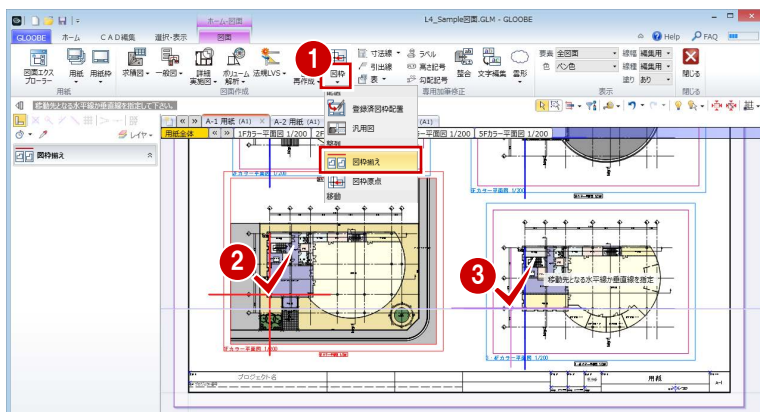 ホーム-図面
L4_Sample図面.GLM - GLOOBE
GLOOBE ホーム CAD編集 選択・表示 図面
Help FAQ
図面エクスプローラー 用紙 用紙枠 求積図 一般図 詳細実施図 ボリューム解析 法規LVS 再作成 図枠
寸法線 ラベル
引出線 高さ記号
表 勾配記号
整合 文字編集 雲形
要素 全図面 線幅 編集用
色 ペン色 線種 編集用
塗り あり
閉じる
用紙 図面作成 専用加筆修正 表示 閉じる
1
移動先となる水平線か垂直線を指定して下さい
登録済図枠配置
汎用図
整列
図枠揃え
図枠原点
移動
レイヤー
図枠揃え
A-1 用紙 (A1) A-2 用紙 (A1)
用紙全体 1Fカラー平面図 1/200 5Fカラー平面図 1/200
2
3
移動先となる水平線か垂直線を指定
プロジェクト名
用紙